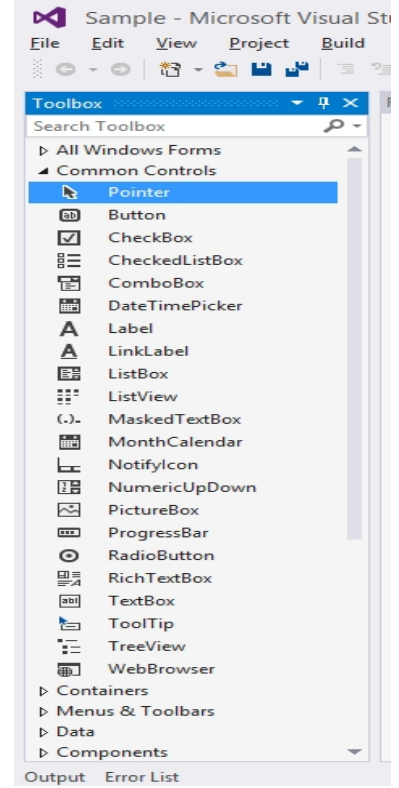 Sample - Microsoft Visual Stu
File Edit View Project Build
Toolbox
Search Toolbox
All Windows Forms
Common Controls
Pointer
Button
CheckBox
CheckedListBox
ComboBox
DateTimePicker
Label
LinkLabel
ListBox
ListView
MaskedTextBox
MonthCalendar
NotifyIcon
NumericUpDown
PictureBox
ProgressBar
RadioButton
RichTextBox
TextBox
ToolTip
TreeView
WebBrowser
Containers
Menus & Toolbars
Data
Components
Output Error List